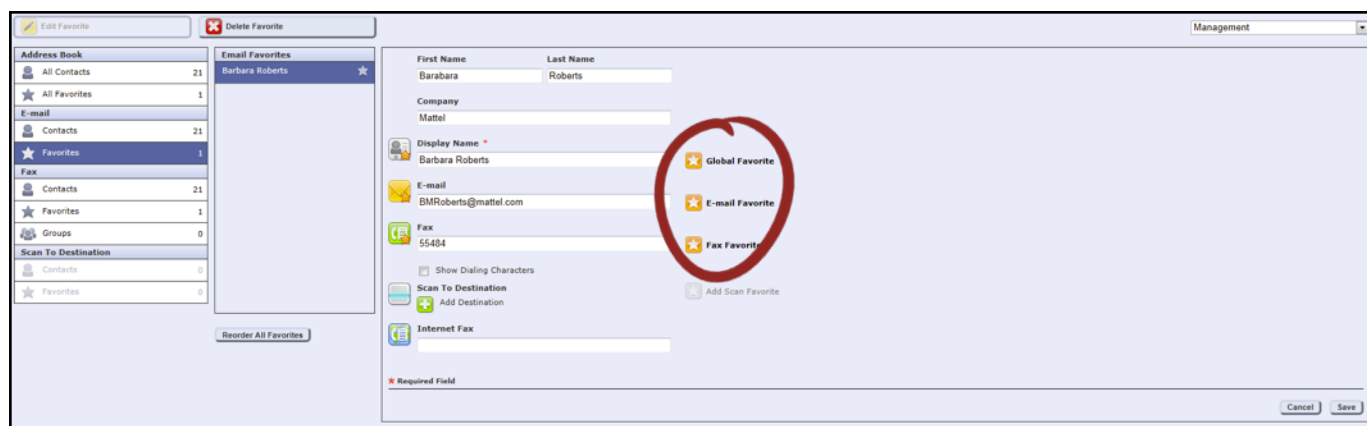 Edit Favorite
Delete Favorite
Management
Address Book
All Contacts 21
All Favorites 1
E-mail
Contacts 21
Favorites 1
Fax
Contacts 21
Favorites 1
Groups 0
Scan To Destination
Contacts 0
Favorites 0
Email Favorites
Barbara Roberts
Reorder All Favorites
First Name Last Name
Barabara Roberts
Company
Mattel
Display Name *
Barbara Roberts Global Favorite
E-mail
BMRoberts@mattel.com E-mail Favorite
Fax
55484 Fax Favorite
Show Dialing Characters
Scan To Destination Add Scan Favorite
Add Destination
Internet Fax
* Required Field
Cancel Save